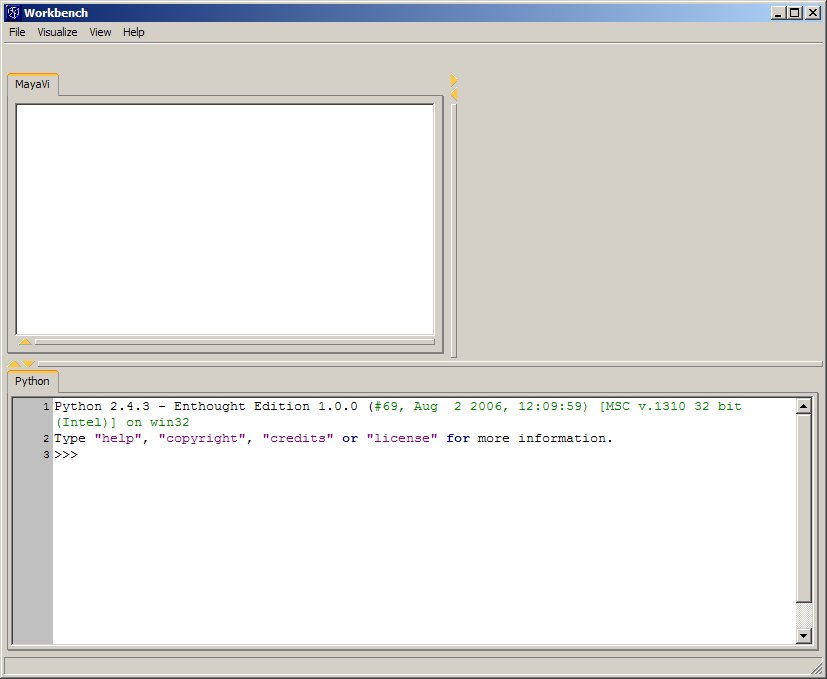 Workbench
File Visualize View Help
MayaVi
Python
1 Python 2.4.3 - Enthought Edition 1.0.0 (#69, Aug  2 2006, 12:09:59) [MSC v.1310 32 bit
(Intel)] on win32
2 Type "help", "copyright", "credits" or "license" for more information.
3 >>>